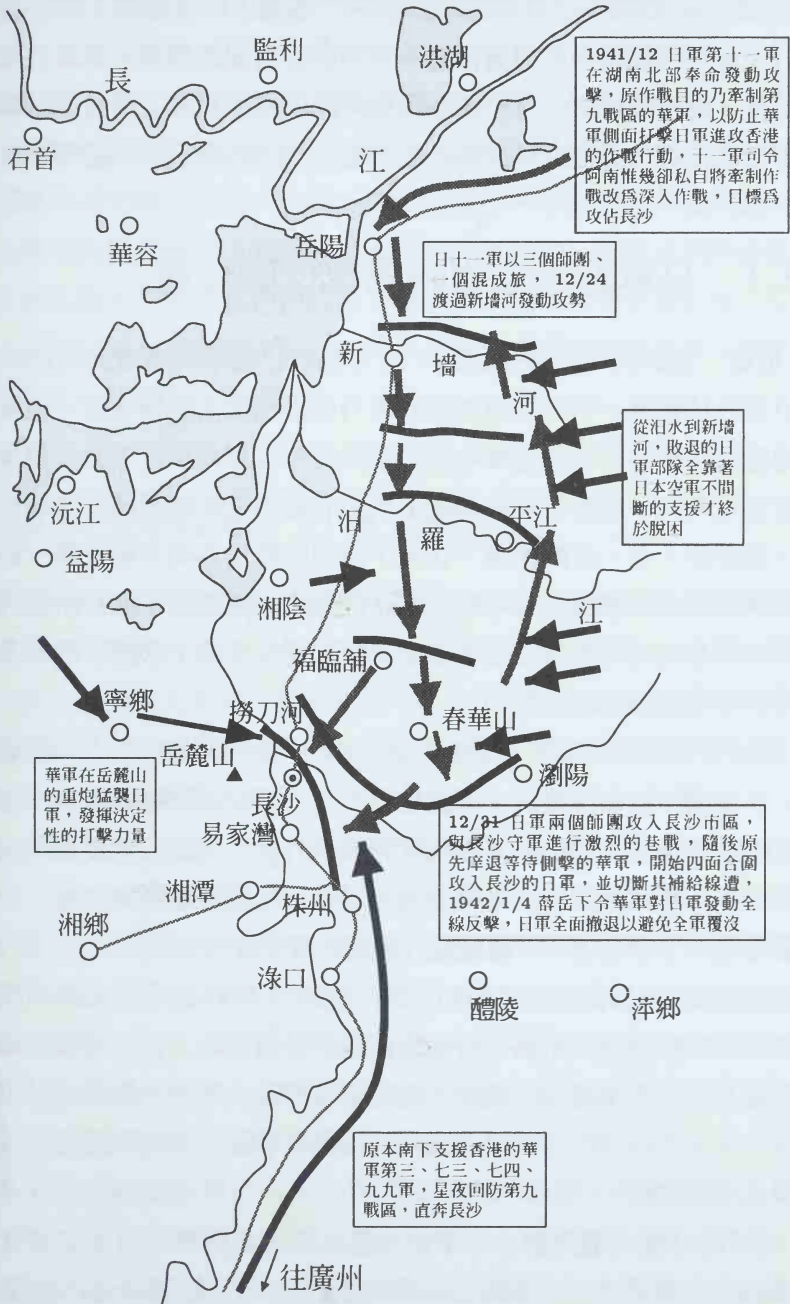 監利
洪湖
長
江
石首
華容
岳陽
1941/12 日軍第十一軍
在湖南北部奉命發動攻
擊，原作戰目的乃牽制第
九戰區的華軍，以防止華
軍側面打擊日軍進攻香港
的作戰行動，十一軍司令
阿南惟幾卻私自將牽制作
戰改爲深入作戰，目標爲
攻佔長沙
日十一軍以三個師團、
一個混成旅， 12/24
渡過新墻河發動攻勢
新
墻
河
從汨水到新墻
河，敗退的日
軍部隊全靠著
日本空軍不間
斷的支援才終
於脫困
沅江
益陽
汨
羅
江
平江
湘陰
福臨舖
寧鄉
撈刀河
春華山
岳麓山
瀏陽
長沙
華軍在岳麓山
的重炮猛襲日
軍，發揮決定
性的打擊力量
易家灣
12/31 日軍兩個師團攻入長沙市區，
與長沙守軍進行激烈的巷戰，隨後原
先庠退等待側擊的華軍，開始四面合圍
攻入長沙的日軍，並切斷其補給線遭，
1942/1/4 薛岳下令華軍對日軍發動全
線反擊，日軍全面撤退以避免全軍覆沒
湘潭
株州
湘鄉
淥口
醴陵
萍鄉
原本南下支援香港的華
軍第三、七三、七四、
九九軍，星夜回防第九
戰區，直奔長沙
往廣州